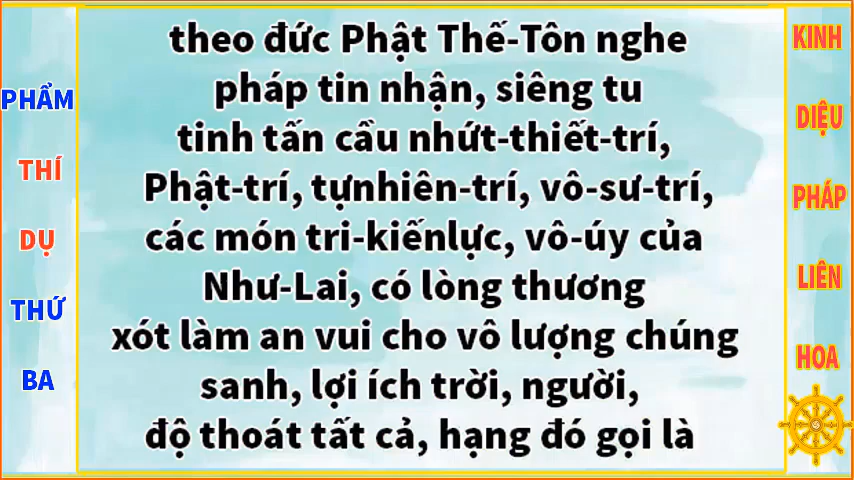 PHẨM
THÍ
DỤ
THỨ
BA
theo đức Phật Thế-Tôn nghe
pháp tin nhận, siêng tu
tinh tấn cầu nhứt-thiết-trí,
Phật-trí, tựnhiên-trí, vô-sư-trí,
các món tri-kiếnlực, vô-úy của
Như-Lai, có lòng thương
xót làm an vui cho vô lượng chúng
sanh, lợi ích trời, người,
độ thoát tất cả, hạng đó gọi là
KINH
DIỆU
PHÁP
LIÊN
HOA